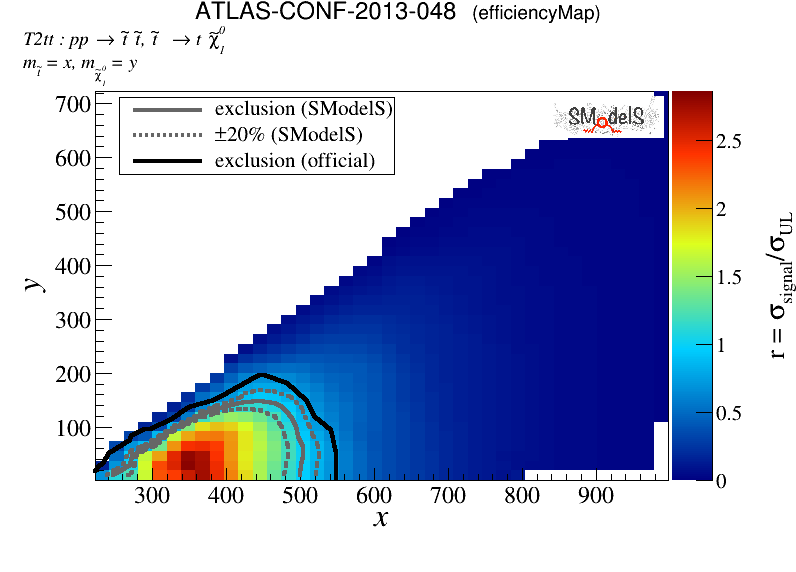 ATLAS-CONF-2013-048 (efficiencyMap)
T2tt : pp → t̃ t̃, t̃ → t χ̃⁰₁
m_t̃ = x, m_χ̃⁰₁ = y
700
600
500
400
300
200
100
y
exclusion (SModelS)
±20% (SModelS)
exclusion (official)
SModelS
300 400 500 600 700 800 900
x
2.5
2
1.5
1
0.5
0
r = σ_signal/σ_UL